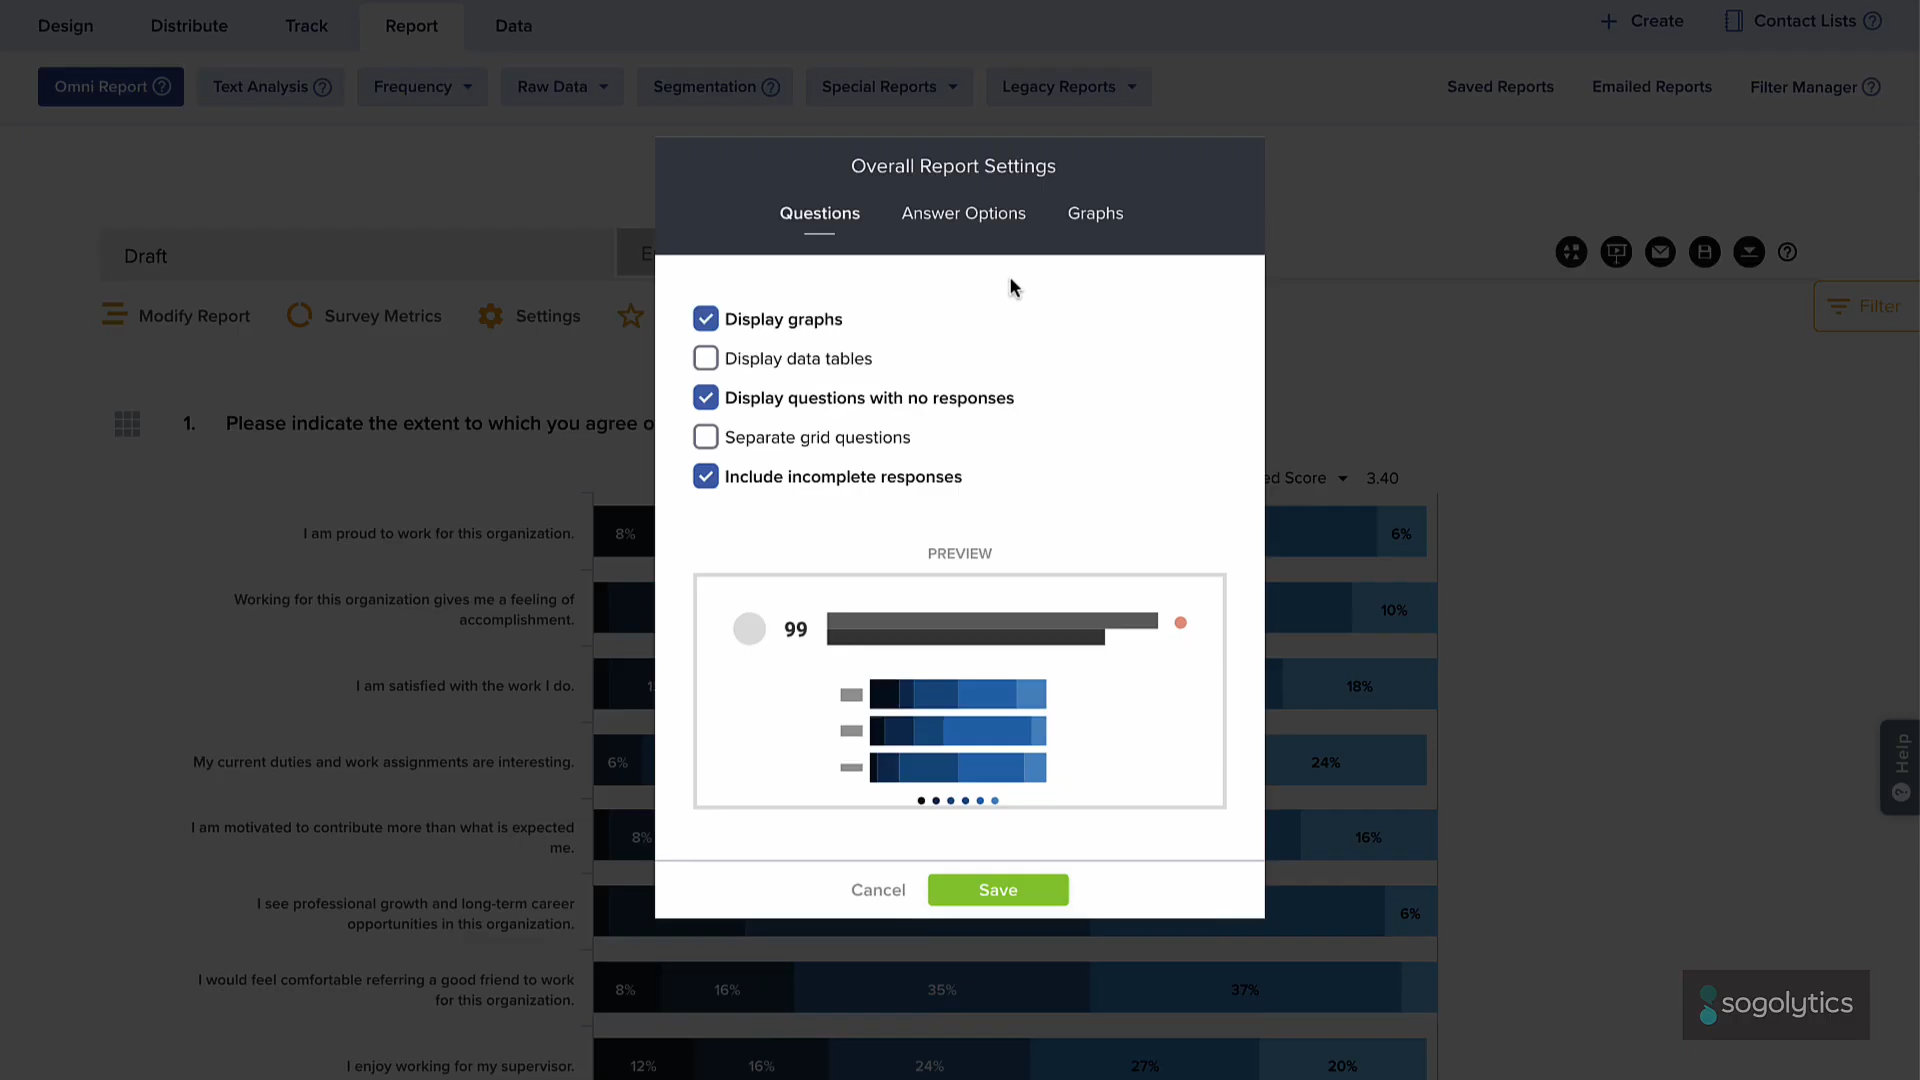 Design
Distribute
Track
Report
Data
Create
Contact Lists
Omni Report
Text Analysis
Frequency
Raw Data
Segmentation
Special Reports
Legacy Reports
Saved Reports
Emailed Reports
Filter Manager
Overall Report Settings
Questions
Answer Options
Graphs
Draft
Modify Report
Survey Metrics
Settings
Filter
Display graphs
Display data tables
Display questions with no responses
Separate grid questions
Include incomplete responses
1. Please indicate the extent to which you agree o
ed Score 3.40
I am proud to work for this organization.
8%
6%
Working for this organization gives me a feeling of
accomplishment.
10%
I am satisfied with the work I do.
18%
My current duties and work assignments are interesting.
6%
24%
I am motivated to contribute more than what is expected
me.
8%
16%
I see professional growth and long-term career
opportunities in this organization.
6%
I would feel comfortable referring a good friend to work
for this organization.
8%
16%
35%
37%
I enjoy working for my supervisor.
12%
16%
24%
27%
20%
PREVIEW
99
Cancel
Save
Help
sogolytics